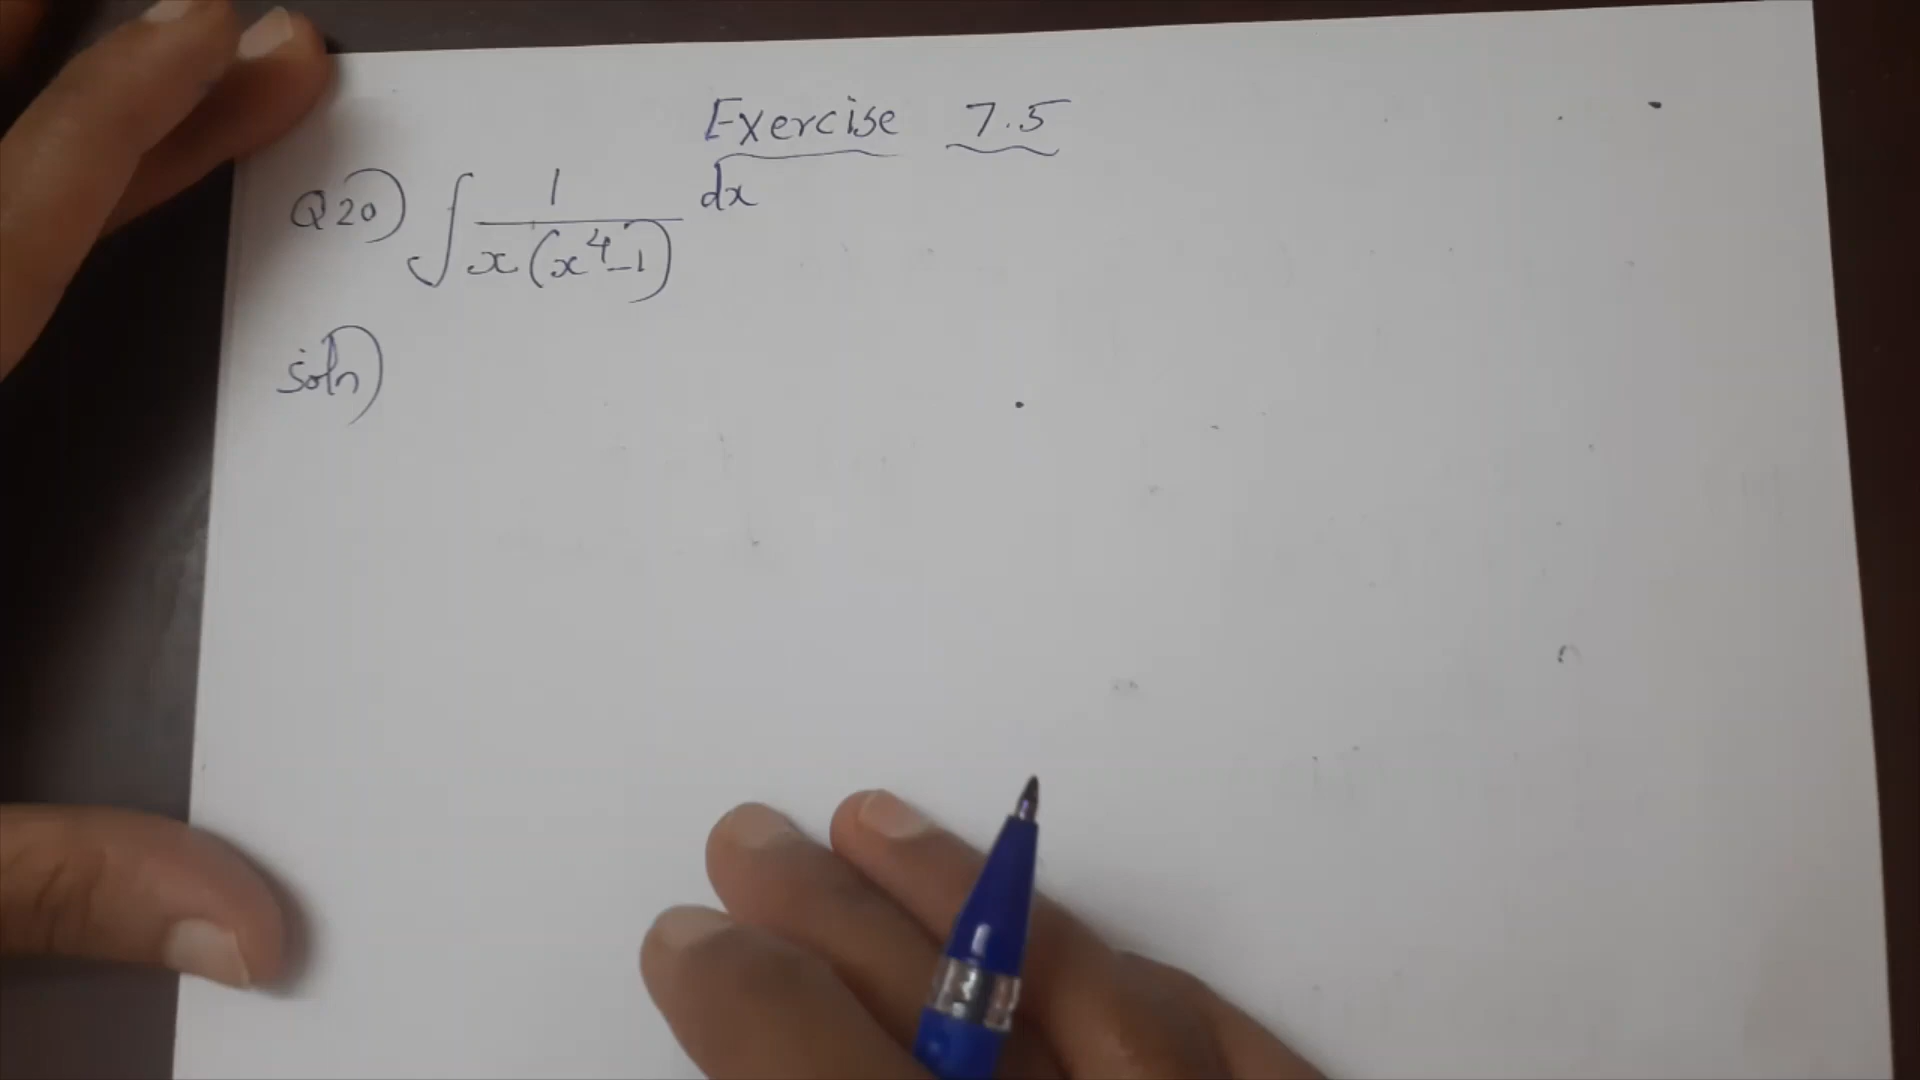 Exercise 7.5
Q20) ∫ 1/x(x⁴-1) dx
soln)